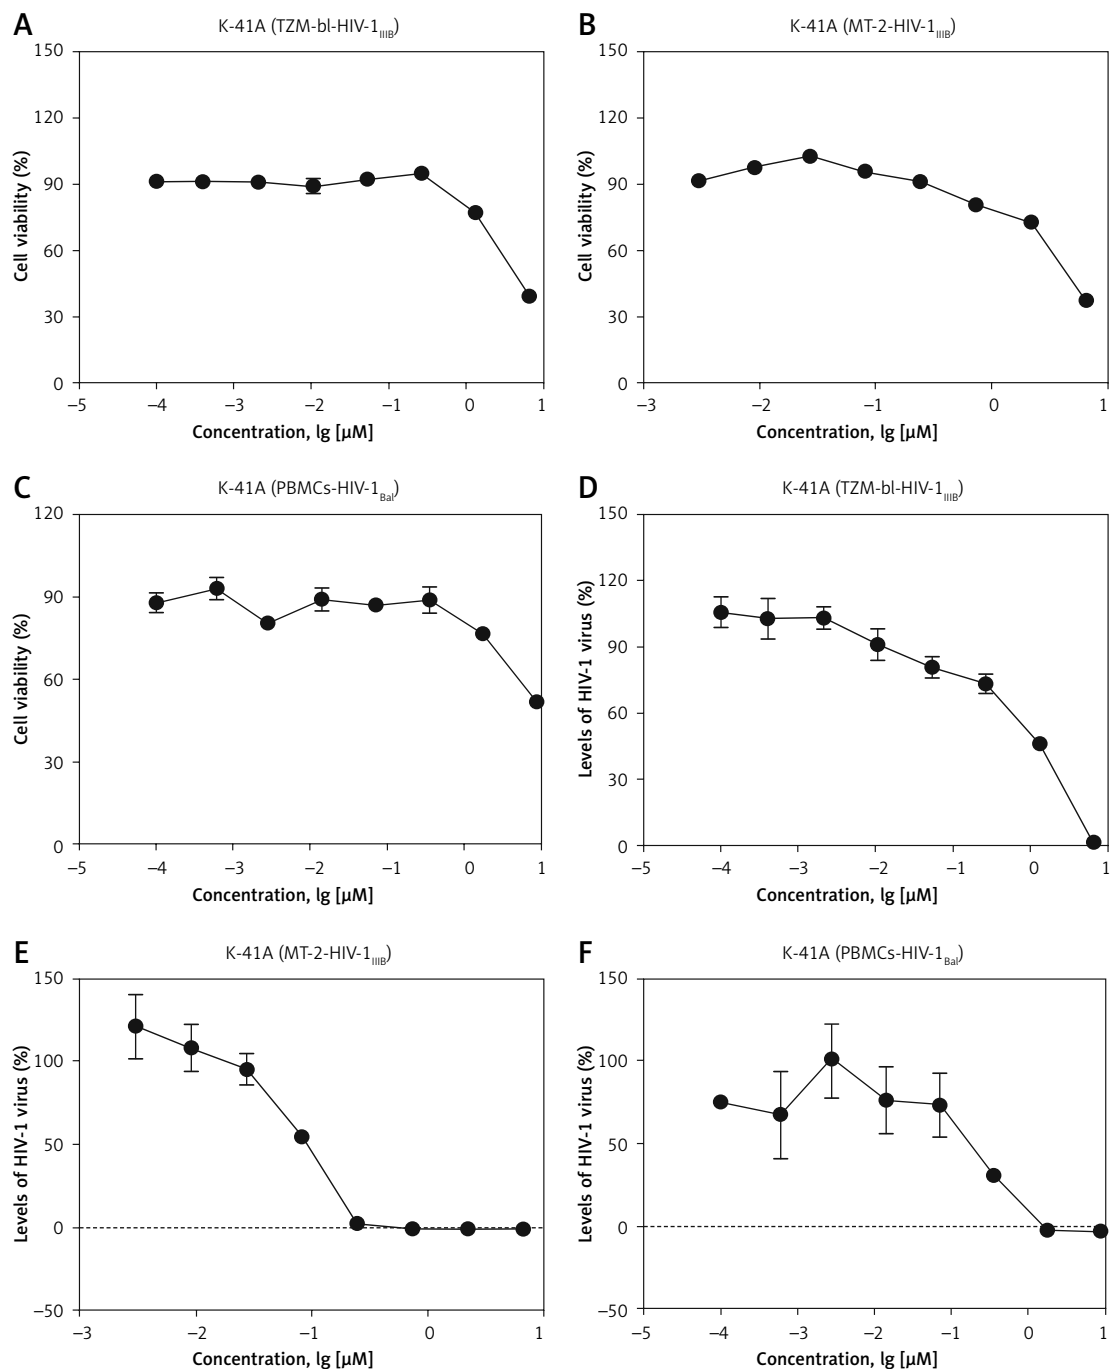 A
K-41A (TZM-bl-HIV-1IIIB)
150
120
90
60
30
0
Cell viability (%)
−5 −4 −3 −2 −1 0 1
Concentration, lg [µM]
B
K-41A (MT-2-HIV-1IIIB)
150
120
90
60
30
0
Cell viability (%)
−3 −2 −1 0 1
Concentration, lg [µM]
C
K-41A (PBMCs-HIV-1Bal)
120
90
60
30
0
Cell viability (%)
−5 −4 −3 −2 −1 0 1
Concentration, lg [µM]
D
K-41A (TZM-bl-HIV-1IIIB)
150
120
90
60
30
0
Levels of HIV-1 virus (%)
−5 −4 −3 −2 −1 0 1
Concentration, lg [µM]
E
K-41A (MT-2-HIV-1IIIB)
150
100
50
0
−50
Levels of HIV-1 virus (%)
−3 −2 −1 0 1
F
K-41A (PBMCs-HIV-1Bal)
150
100
50
0
−50
Levels of HIV-1 virus (%)
−5 −4 −3 −2 −1 0 1